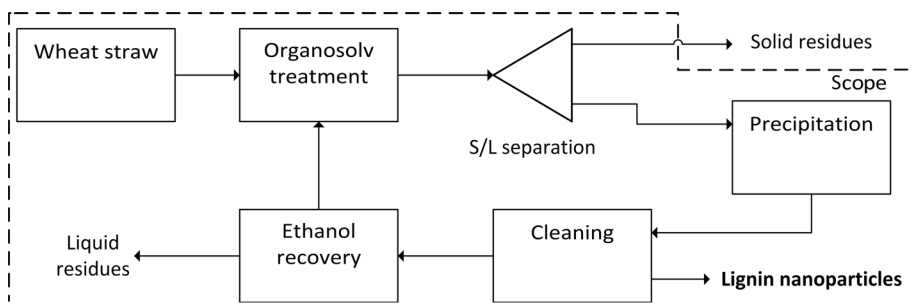 Wheat straw
Organosolv
treatment
Solid residues
Scope
Precipitation
S/L separation
Liquid
residues
Ethanol
recovery
Cleaning
Lignin nanoparticles